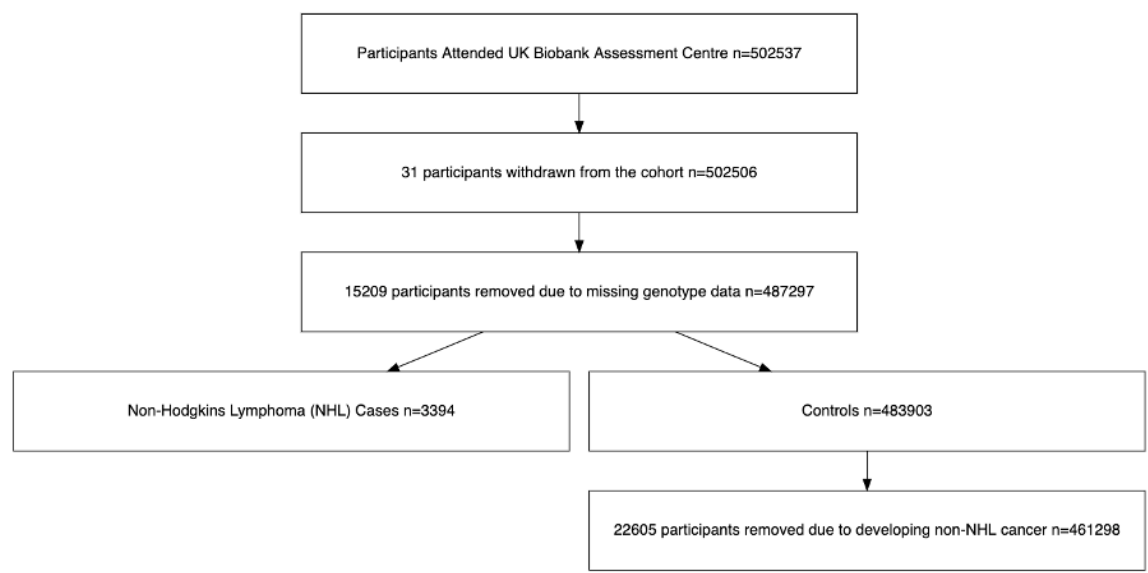 Participants Attended UK Biobank Assessment Centre n=502537
31 participants withdrawn from the cohort n=502506
15209 participants removed due to missing genotype data n=487297
Non-Hodgkins Lymphoma (NHL) Cases n=3394
Controls n=483903
22605 participants removed due to developing non-NHL cancer n=461298